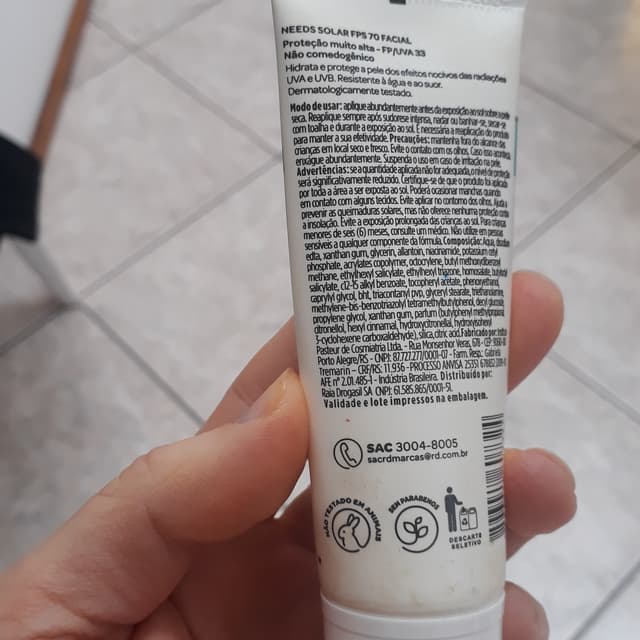 NEEDS SOLAR FPS 70 FACIAL
Proteção muito alta - FP/UVA 33
Não comedogênico
Hidrata e protege a pele dos efeitos nocivos das radiações
UVA e UVB. Resistente à água e ao suor.
Dermatologicamente testado.
Modo de usar: aplique abundantemente antes da exposição ao sol sobre a pele
seca. Reaplique sempre após sudorese intensa, nadar ou banhar-se, secar-se
com toalha e durante a exposição ao sol. É necessária a reaplicação do produto
para manter a sua efetividade. Precauções: mantenha fora do alcance das
crianças em local seco e fresco. Evite o contato com os olhos. Caso isso aconteça,
enxágue abundantemente. Suspenda o uso em caso de irritação na pele.
Advertências: se a quantidade aplicada não for adequada, o nível de proteção
será significativamente reduzido. Certifique-se de que o produto foi aplicado
por toda a área a ser exposta ao sol. Poderá ocasionar manchas quando
em contato com alguns tecidos. Evite aplicar no contorno dos olhos. Ajuda a
prevenir as queimaduras solares, mas não oferece nenhuma proteção contra
a insolação. Evite a exposição prolongada das crianças ao sol. Para crianças
menores de seis (6) meses, consulte um médico. Não utilize em pessoas
sensíveis a qualquer componente da fórmula. Composição: Aqua, disodium
edta, xanthan gum, glycerin, allantoin, niacinamide, potassium cetyl
phosphate, acrylates copolymer, octocrylene, butyl methoxydibenzoyl
methane, ethylhexyl salicylate, ethylhexyl triazone, homosalate, butyloctyl
salicylate, c12-15 alkyl benzoate, tocopheryl acetate, phenoxyethanol,
caprylyl glycol, bht, triacontanyl pvp, glyceryl stearate, triethanolamine,
methylene-bis-benzotriazolyl tetramethylbutylphenol, decyl glucoside,
propylene glycol, xanthan gum, parfum (butylphenyl methylpropional,
citronellol, hexyl cinnamal, hydroxycitronellal, hydroxyisohexyl
3-cyclohexene carboxaldehyde), silica, citric acid. Fabricado por:
Pasteur de Cosmiatria Ltda. - Rua Monsenhor Veras,
Porto Alegre/RS - CNPJ: 87.727.277/0001-07 - Farm. Resp.: Gabriela
Tremarin - CRF/RS: 11.936 - PROCESSO ANVISA
AFE nº 2.01.485-1 - Indústria Brasileira. Distribuído por:
Raia Drogasil SA CNPJ: 61.585.865/0001-51.
Validade e lote impressos na embalagem.
SAC 3004-8005
sacrdmarcas@rd.com.br
NÃO TESTADO EM ANIMAIS
SEM PARABENOS
DESCARTE
SELETIVO